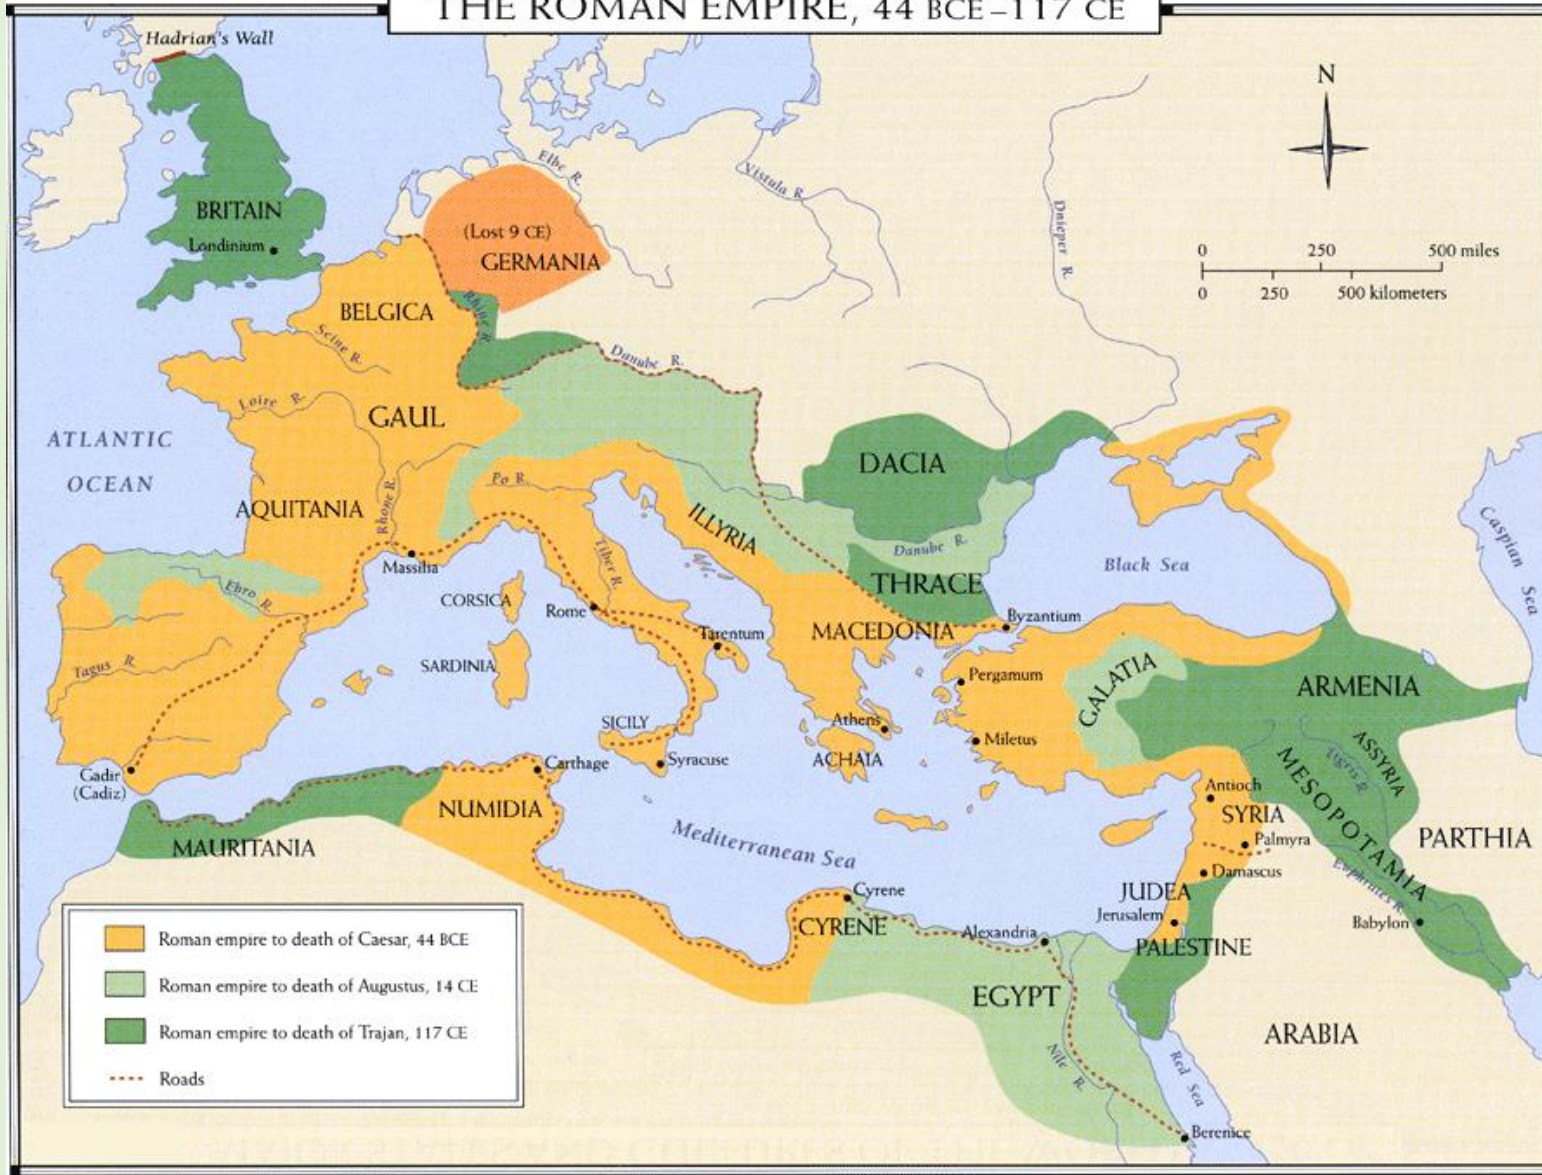 THE ROMAN EMPIRE, 44 BCE–117 CE
Hadrian's Wall
N
BRITAIN
Londinium
Elbe R.
Vistula R.
Dnieper R.
(Lost 9 CE)
GERMANIA
0 250 500 miles
0 250 500 kilometers
BELGICA
Rhine R.
Seine R.
Danube R.
Loire R.
GAUL
ATLANTIC
OCEAN
DACIA
Po R.
AQUITANIA
Rhone R.
ILLYRIA
Caspian Sea
Danube R.
Black Sea
Massilia
Tiber R.
THRACE
Ebro R.
CORSICA
Rome
Byzantium
Tarentum
MACEDONIA
Tagus R.
SARDINIA
Pergamum
GALATIA
ARMENIA
SICILY
Athens
Miletus
ASSYRIA
Gadir
(Cadiz)
Carthage
Syracuse
ACHAIA
Tigris R.
MESOPOTAMIA
Antioch
NUMIDIA
SYRIA
MAURITANIA
Mediterranean Sea
Palmyra
PARTHIA
Damascus
Euphrates R.
Cyrene
JUDEA
Jerusalem
CYRENE
Alexandria
Babylon
PALESTINE
EGYPT
ARABIA
Nile R.
Red Sea
Berenice
Roman empire to death of Caesar, 44 BCE
Roman empire to death of Augustus, 14 CE
Roman empire to death of Trajan, 117 CE
Roads